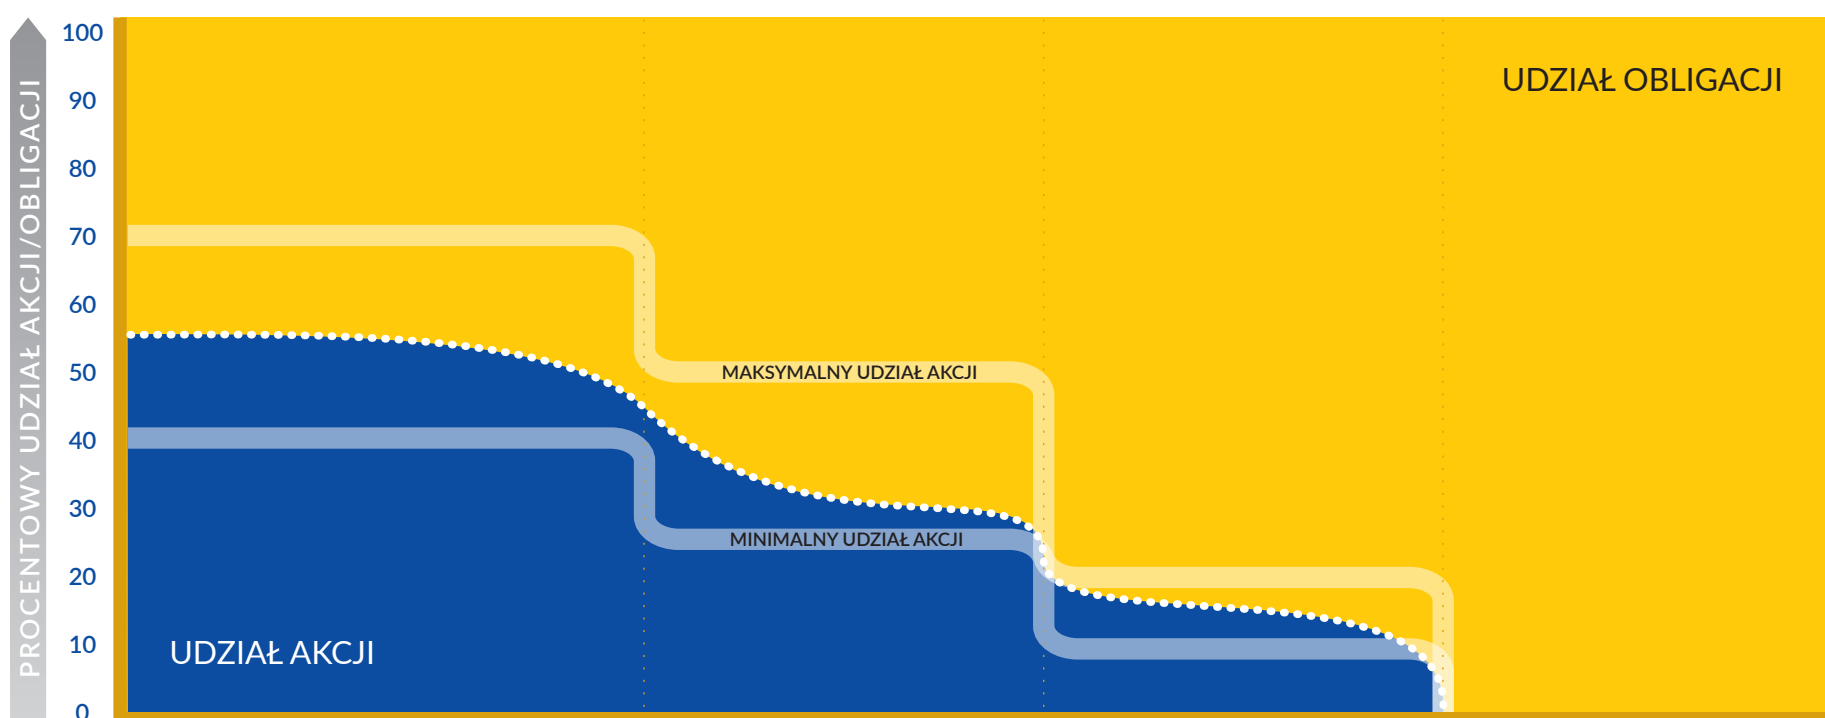 PROCENTOWY UDZIAŁ AKCJI/OBLIGACJI
100
90
80
70
60
50
40
30
20
10
0
UDZIAŁ OBLIGACJI
MAKSYMALNY UDZIAŁ AKCJI
MINIMALNY UDZIAŁ AKCJI
UDZIAŁ AKCJI